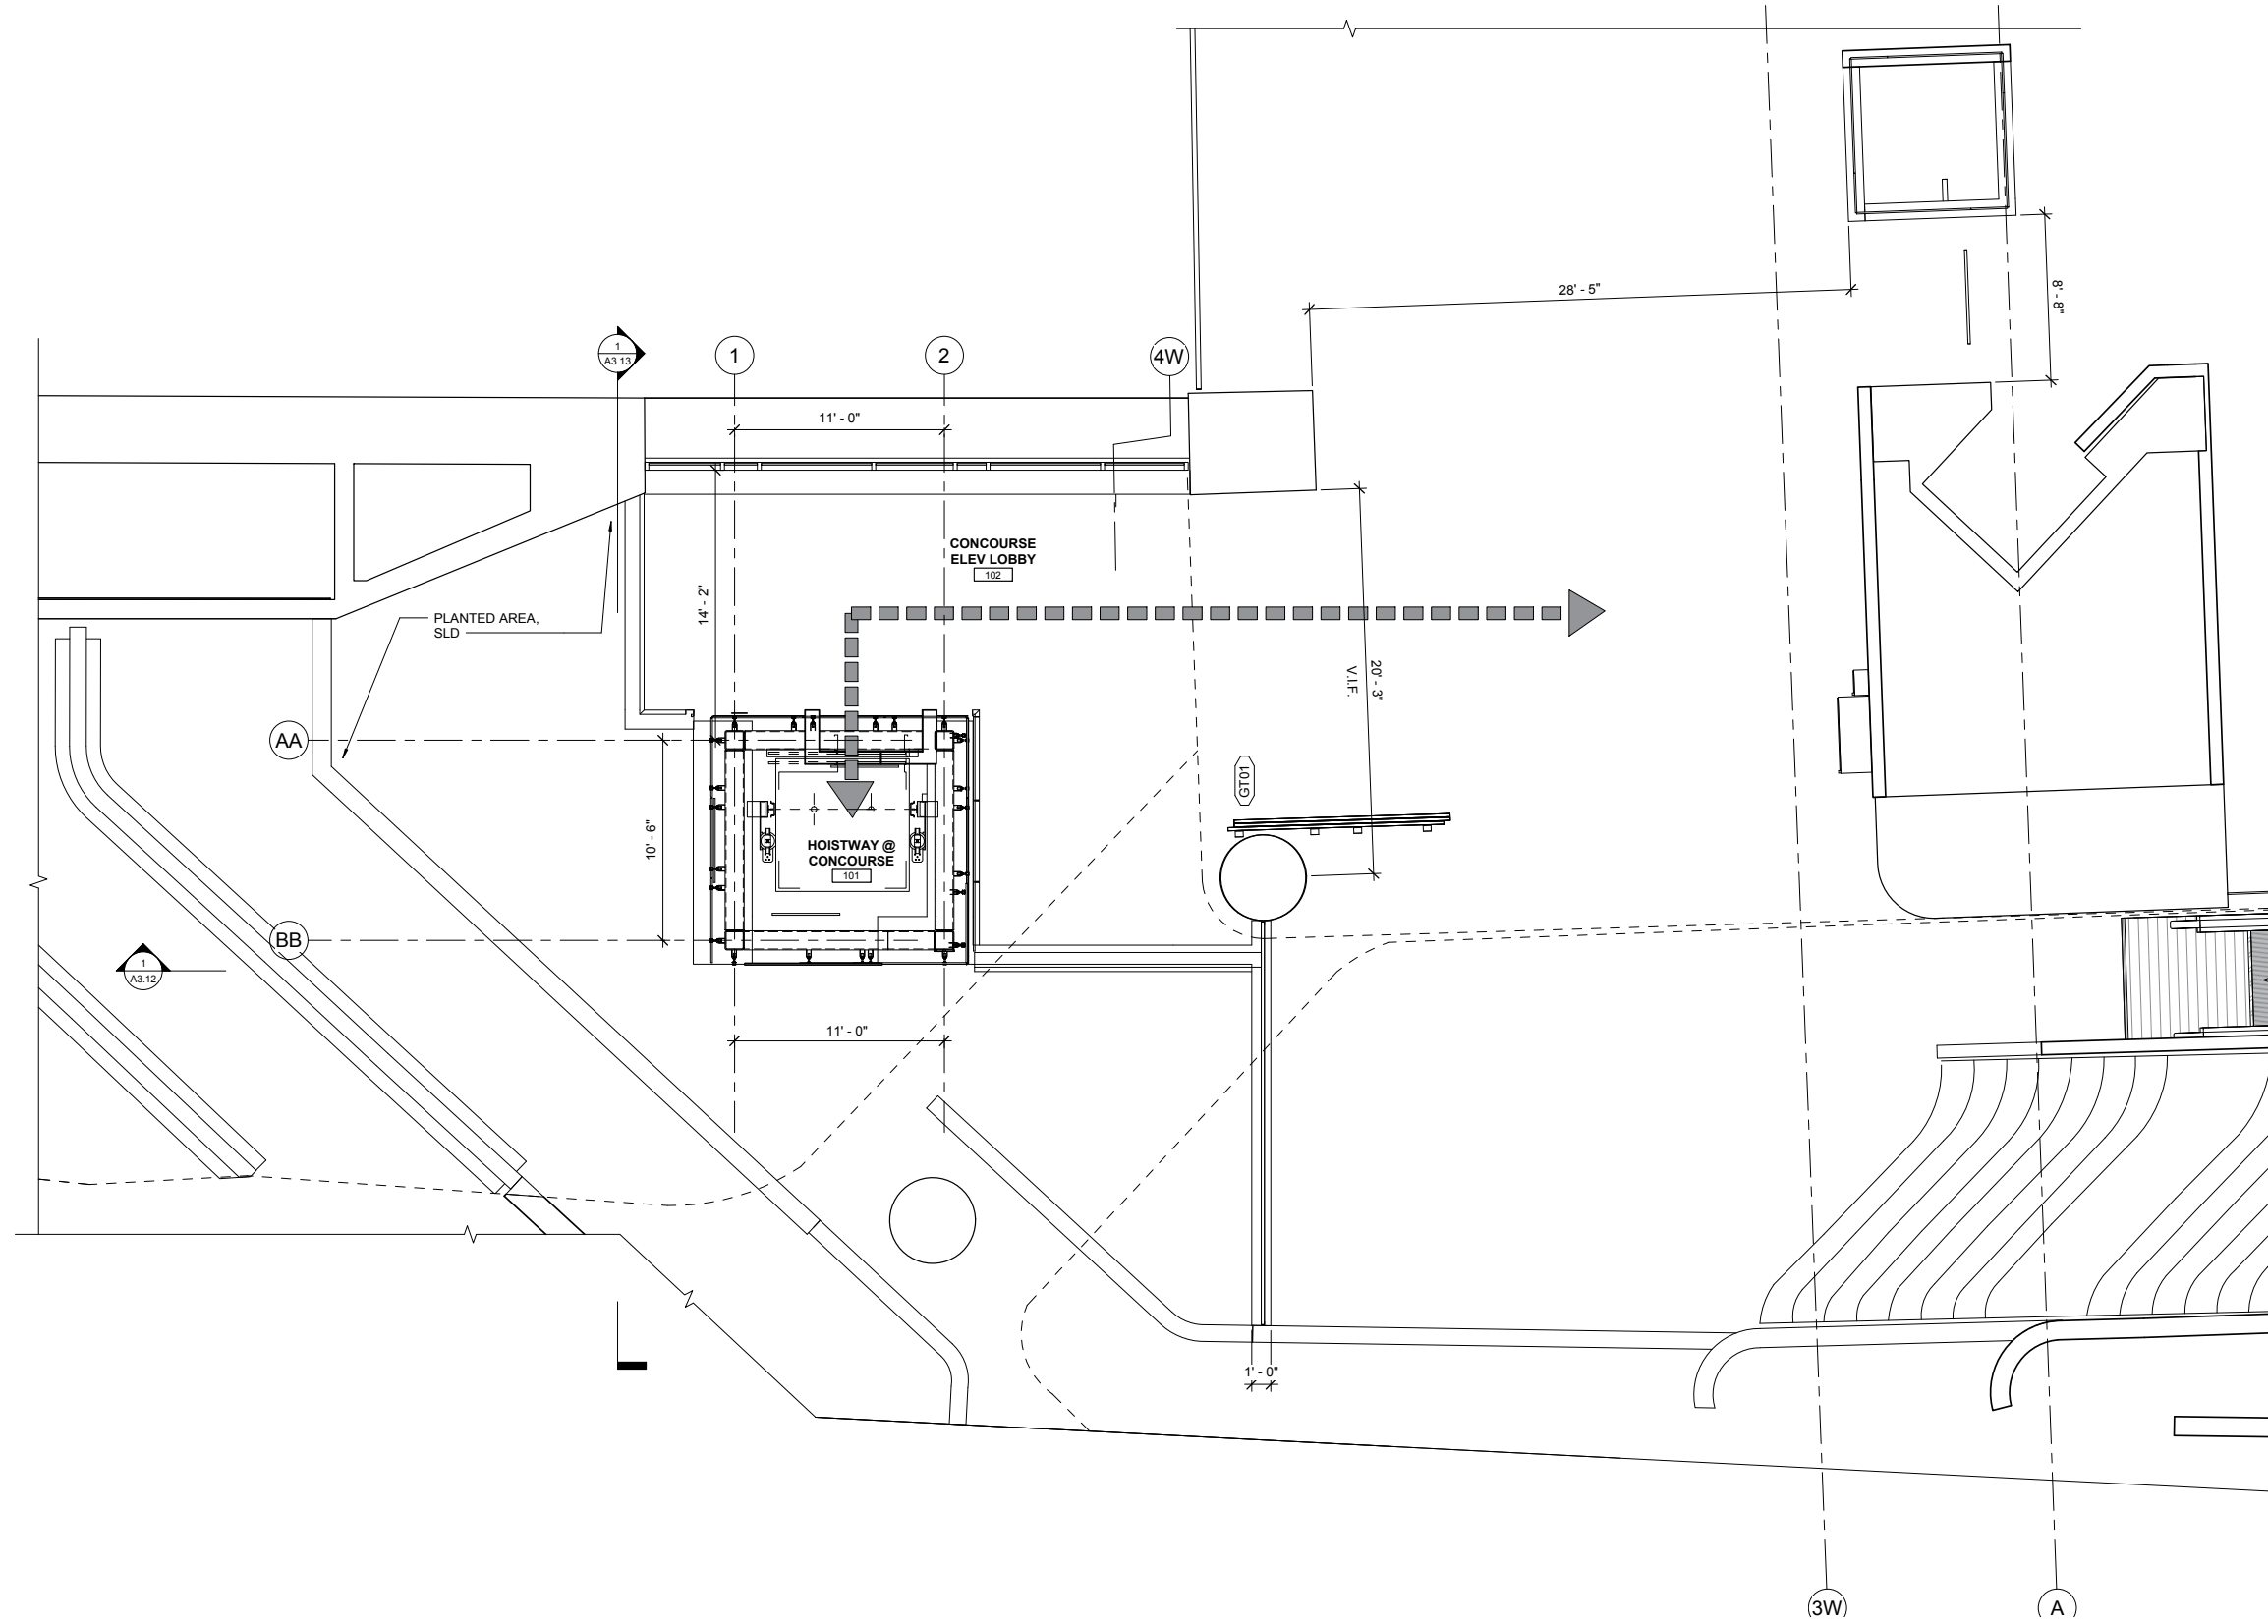 28' - 5"
8' - 8"
1
A3.13
1
2
4W
11' - 0"
CONCOURSE
ELEV LOBBY
102
14' - 2"
PLANTED AREA,
SLD
20' - 3"
V.I.F.
AA
GT01
10' - 6"
HOISTWAY @
CONCOURSE
101
BB
1
A3.12
11' - 0"
1' - 0"
3W
A